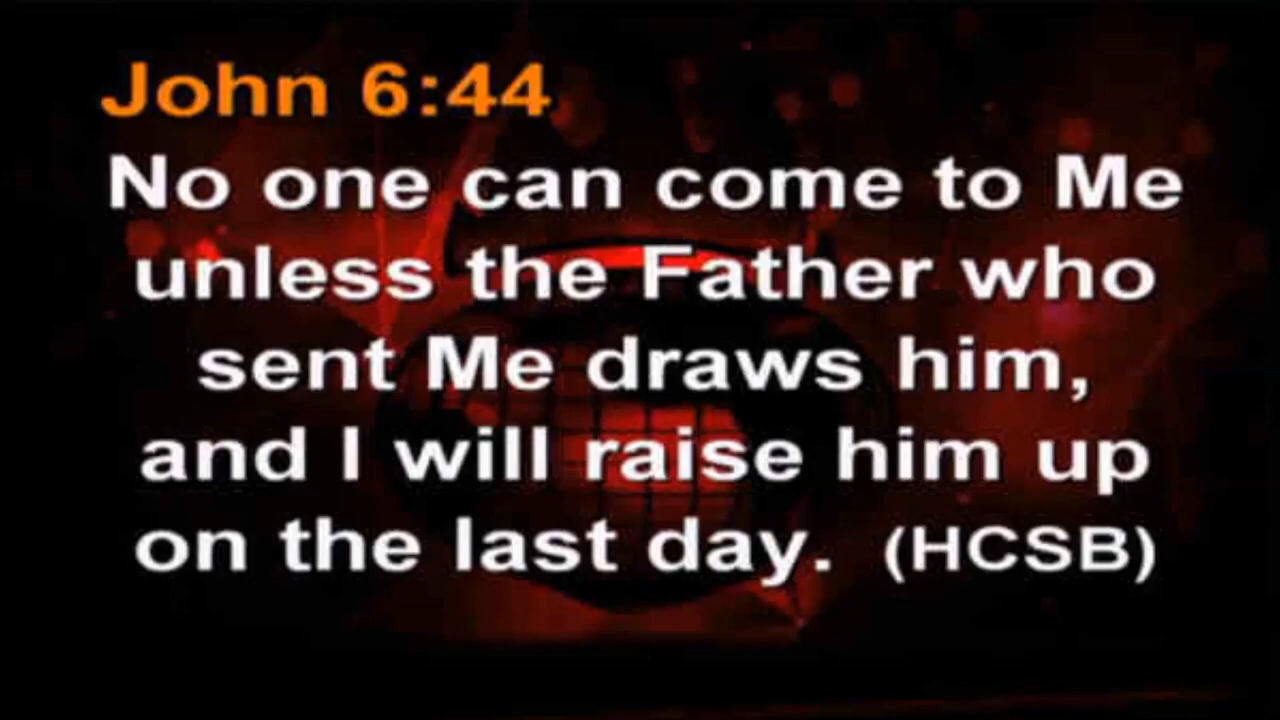 John 6:44
No one can come to Me
unless the Father who
sent Me draws him,
and I will raise him up
on the last day. (HCSB)